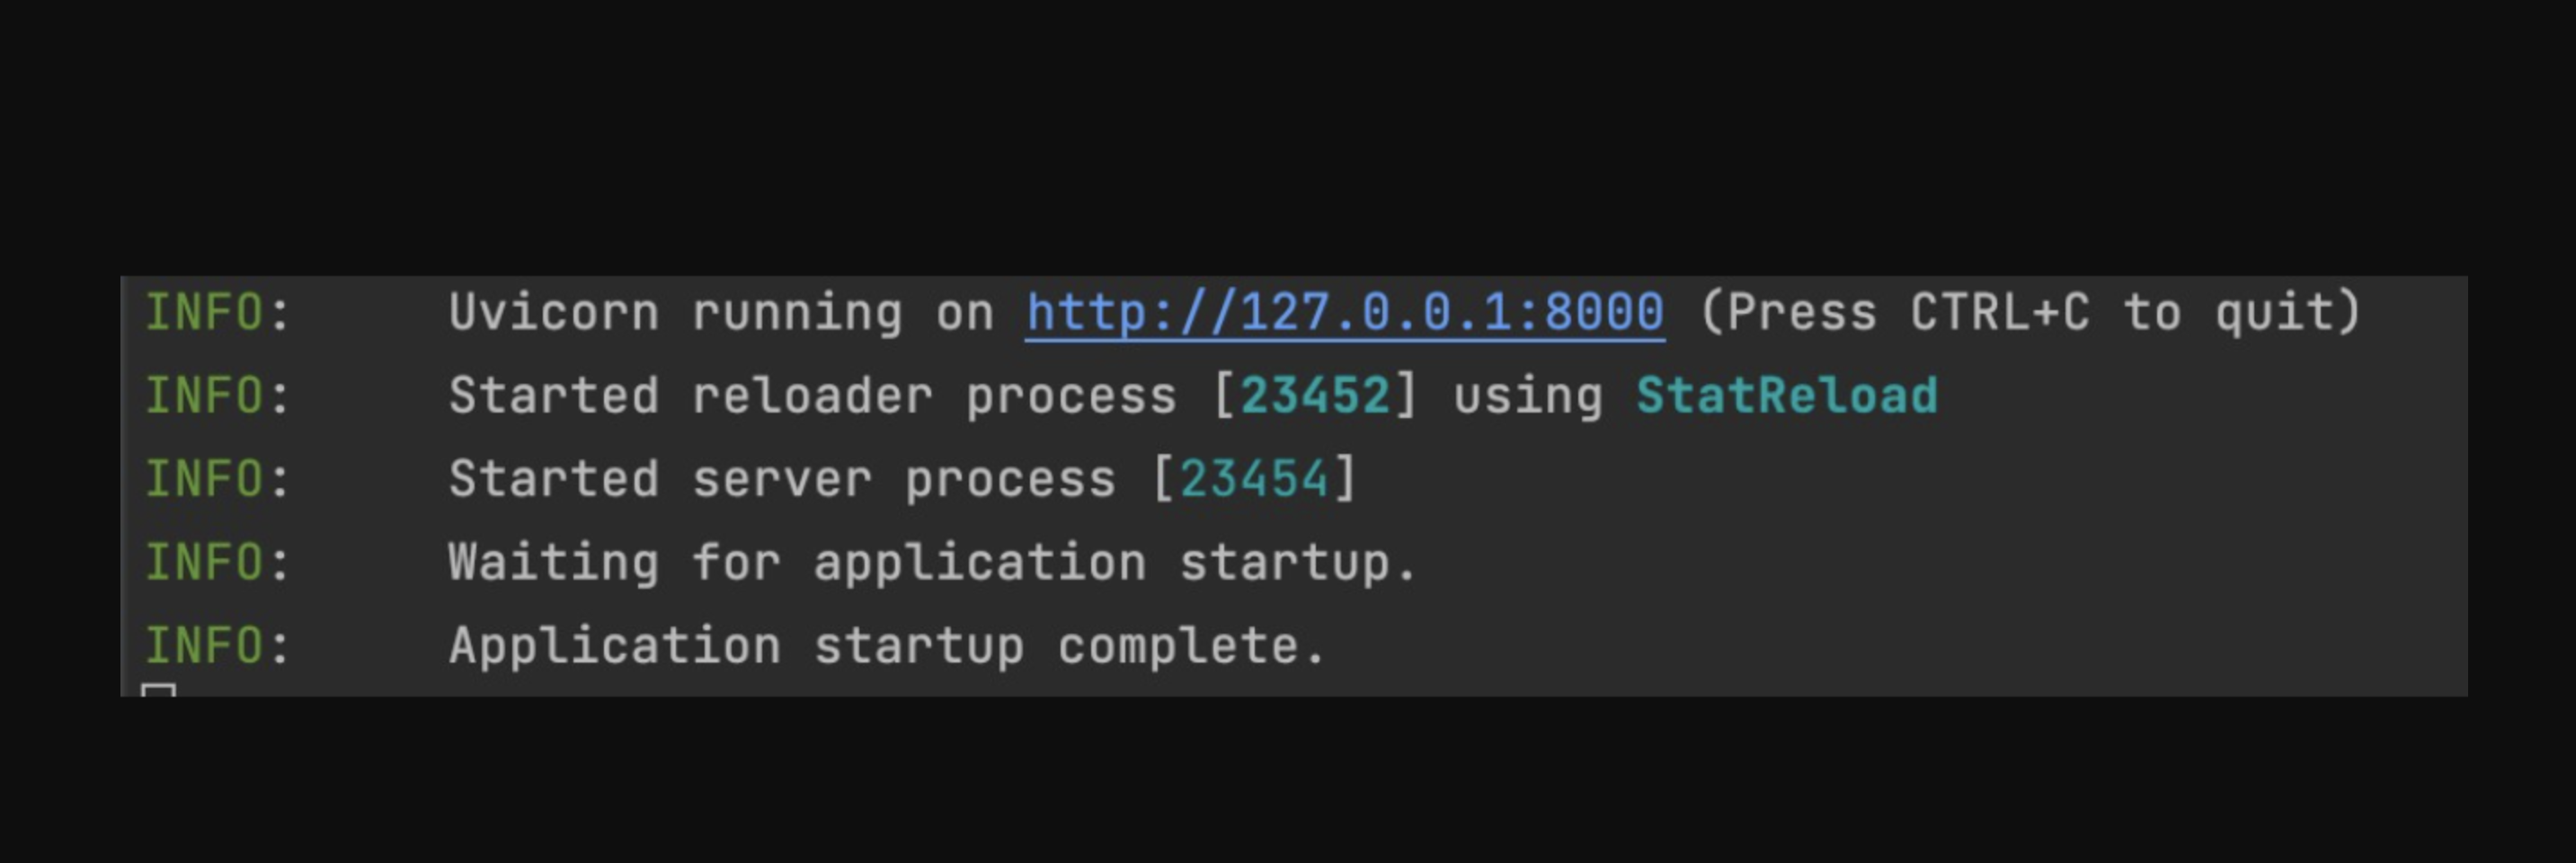 INFO:     Uvicorn running on http://127.0.0.1:8000 (Press CTRL+C to quit)
INFO:     Started reloader process [23452] using StatReload
INFO:     Started server process [23454]
INFO:     Waiting for application startup.
INFO:     Application startup complete.